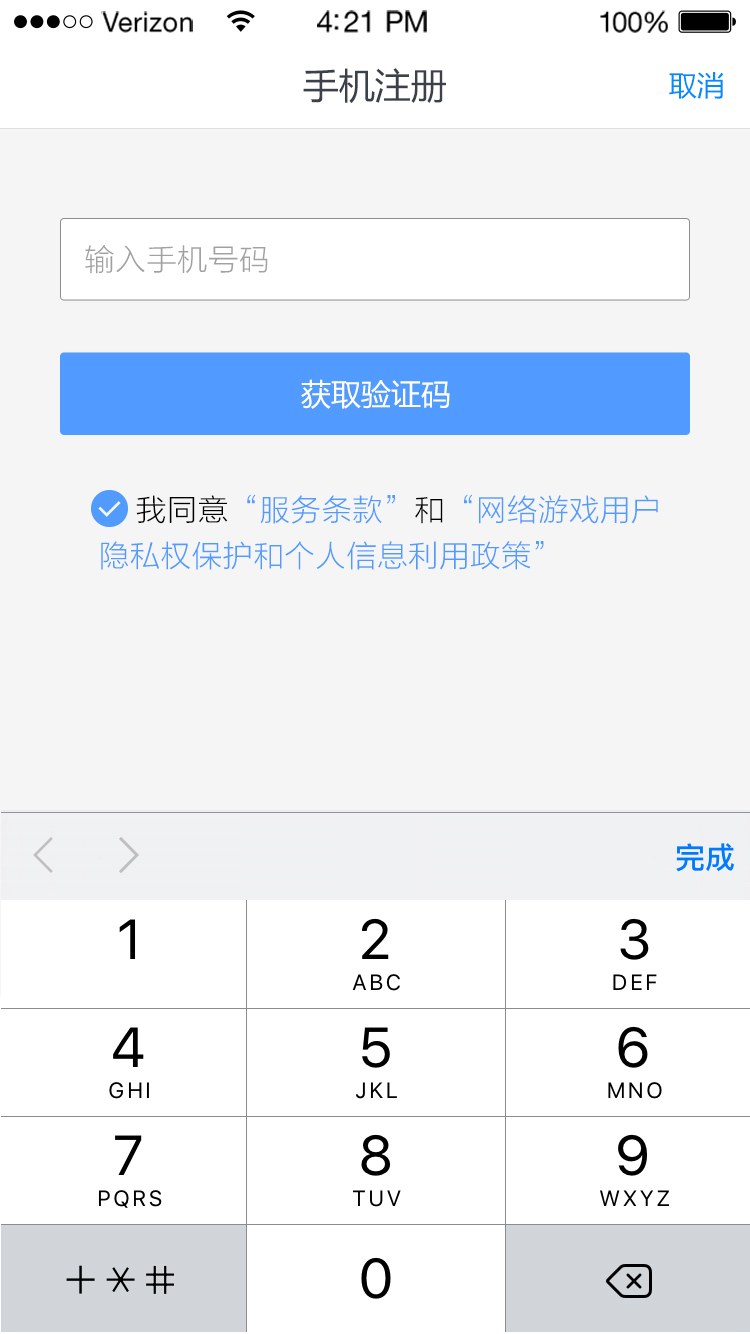 Verizon 4:21 PM 100%
手机注册 取消
输入手机号码
获取验证码
我同意“服务条款”和“网络游戏用户
隐私权保护和个人信息利用政策”
完成
1 2 3
ABC DEF
4 5 6
GHI JKL MNO
7 8 9
PQRS TUV WXYZ
+*# 0